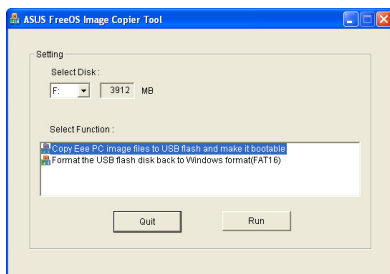 ASUS FreeOS Image Copier Tool
Setting
Select Disk :
F: 3912 MB
Select Function :
Copy Eee PC image files to USB flash and make it bootable
Format the USB flash disk back to Windows format(FAT16)
Quit Run